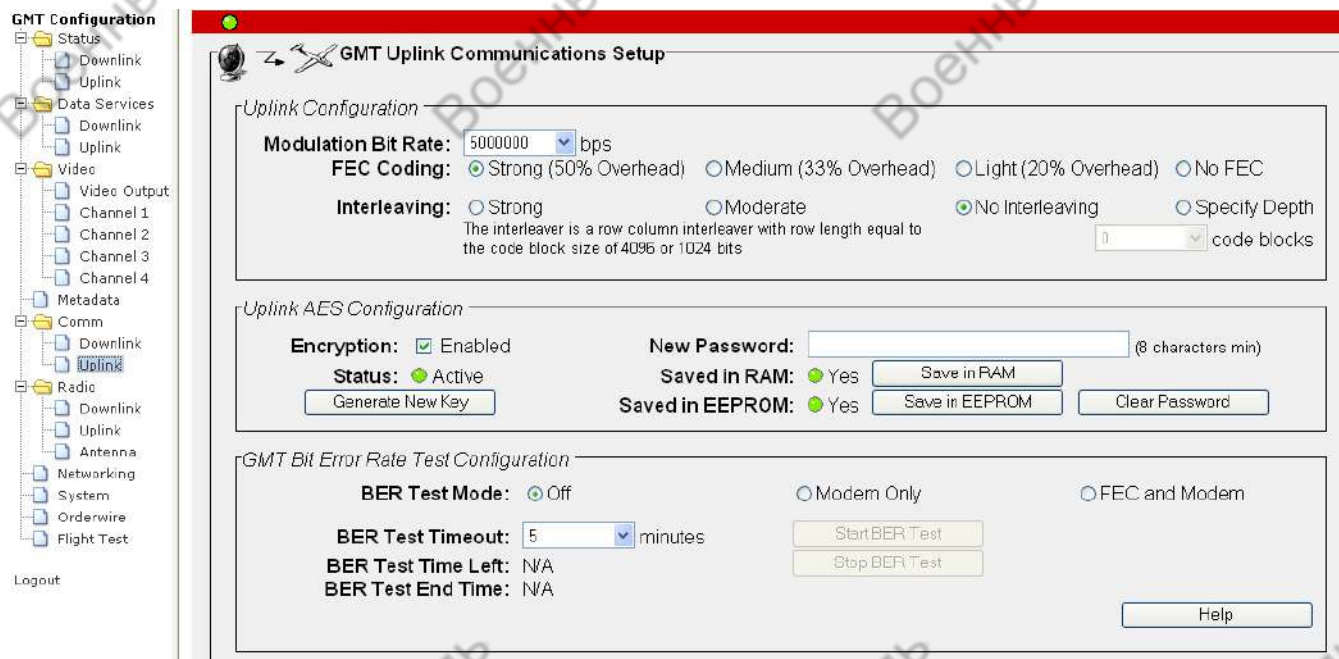 GMT Configuration
Status
Downlink
Uplink
Data Services
Downlink
Uplink
Video
Video Output
Channel 1
Channel 2
Channel 3
Channel 4
Metadata
Comm
Downlink
Uplink
Radio
Downlink
Uplink
Antenna
Networking
System
Orderwire
Flight Test
Logout
GMT Uplink Communications Setup
Uplink Configuration
Modulation Bit Rate: 5000000 bps
FEC Coding: Strong (50% Overhead) Medium (33% Overhead) Light (20% Overhead) No FEC
Interleaving: Strong Moderate No Interleaving Specify Depth
The interleaver is a row column interleaver with row length equal to
the code block size of 4096 or 1024 bits
0 code blocks
Uplink AES Configuration
Encryption: Enabled New Password: (8 characters min)
Status: Active Saved in RAM: Yes Save in RAM
Generate New Key Saved in EEPROM: Yes Save in EEPROM Clear Password
GMT Bit Error Rate Test Configuration
BER Test Mode: Off Modem Only FEC and Modem
BER Test Timeout: 5 minutes Start BER Test
BER Test Time Left: N/A Stop BER Test
BER Test End Time: N/A
Help